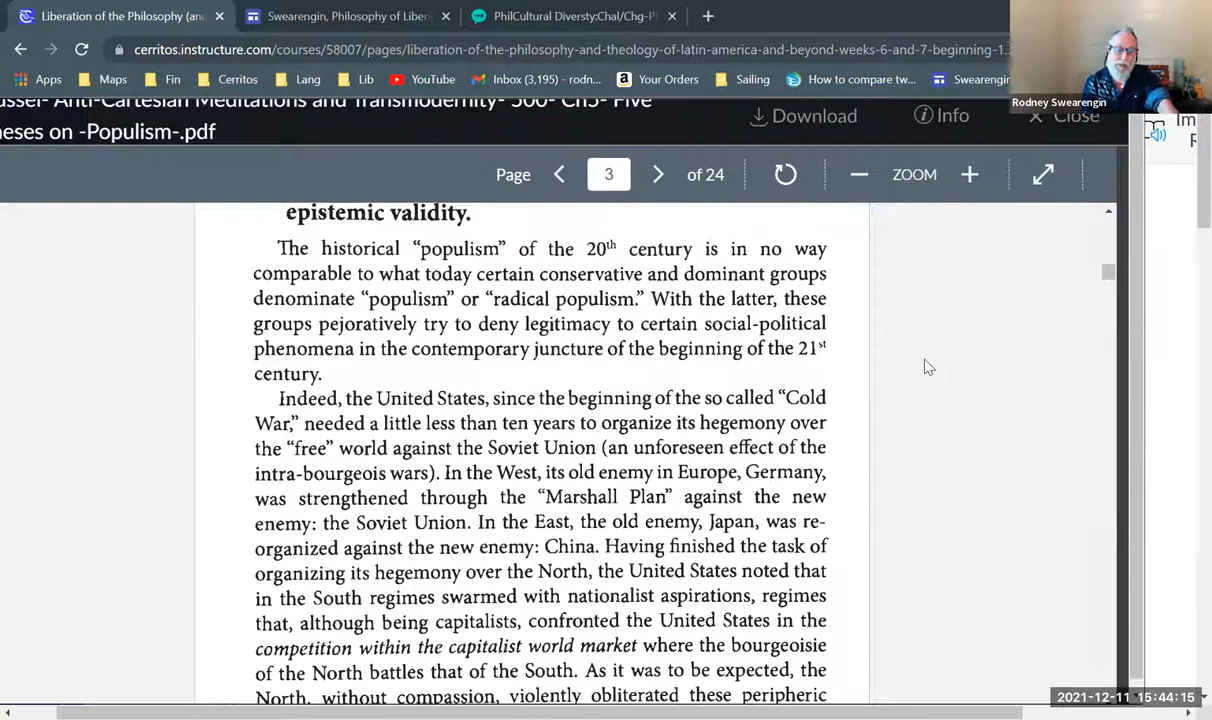 Liberation of the Philosophy (an
Swearengin, Philosophy of Libera
PhilCultural Diversty:Chal/Chg-P
cerritos.instructure.com/courses/58007/pages/liberation-of-the-philosophy-and-theology-of-latin-america-and-beyond-weeks-6-and-7-beginning-1...
Apps Maps Fin Cerritos Lang Lib YouTube Inbox (3,195) - rodn... Your Orders Sailing How to compare tw... Swearengin
Rodney Swearengin
ussel- Anti-Cartesian Meditations and Transmodernity- 300- Ch5- Five
neses on -Populism-.pdf
Download Info Close
Im
Page 3 of 24 ZOOM
epistemic validity.
The historical “populism” of the 20th century is in no way
comparable to what today certain conservative and dominant groups
denominate “populism” or “radical populism.” With the latter, these
groups pejoratively try to deny legitimacy to certain social-political
phenomena in the contemporary juncture of the beginning of the 21st
century.
Indeed, the United States, since the beginning of the so called “Cold
War,” needed a little less than ten years to organize its hegemony over
the “free” world against the Soviet Union (an unforeseen effect of the
intra-bourgeois wars). In the West, its old enemy in Europe, Germany,
was strengthened through the “Marshall Plan” against the new
enemy: the Soviet Union. In the East, the old enemy, Japan, was re-
organized against the new enemy: China. Having finished the task of
organizing its hegemony over the North, the United States noted that
in the South regimes swarmed with nationalist aspirations, regimes
that, although being capitalists, confronted the United States in the
competition within the capitalist world market where the bourgeoisie
of the North battles that of the South. As it was to be expected, the
North, without compassion, violently obliterated these peripheric
2021-12-11 15:44:15